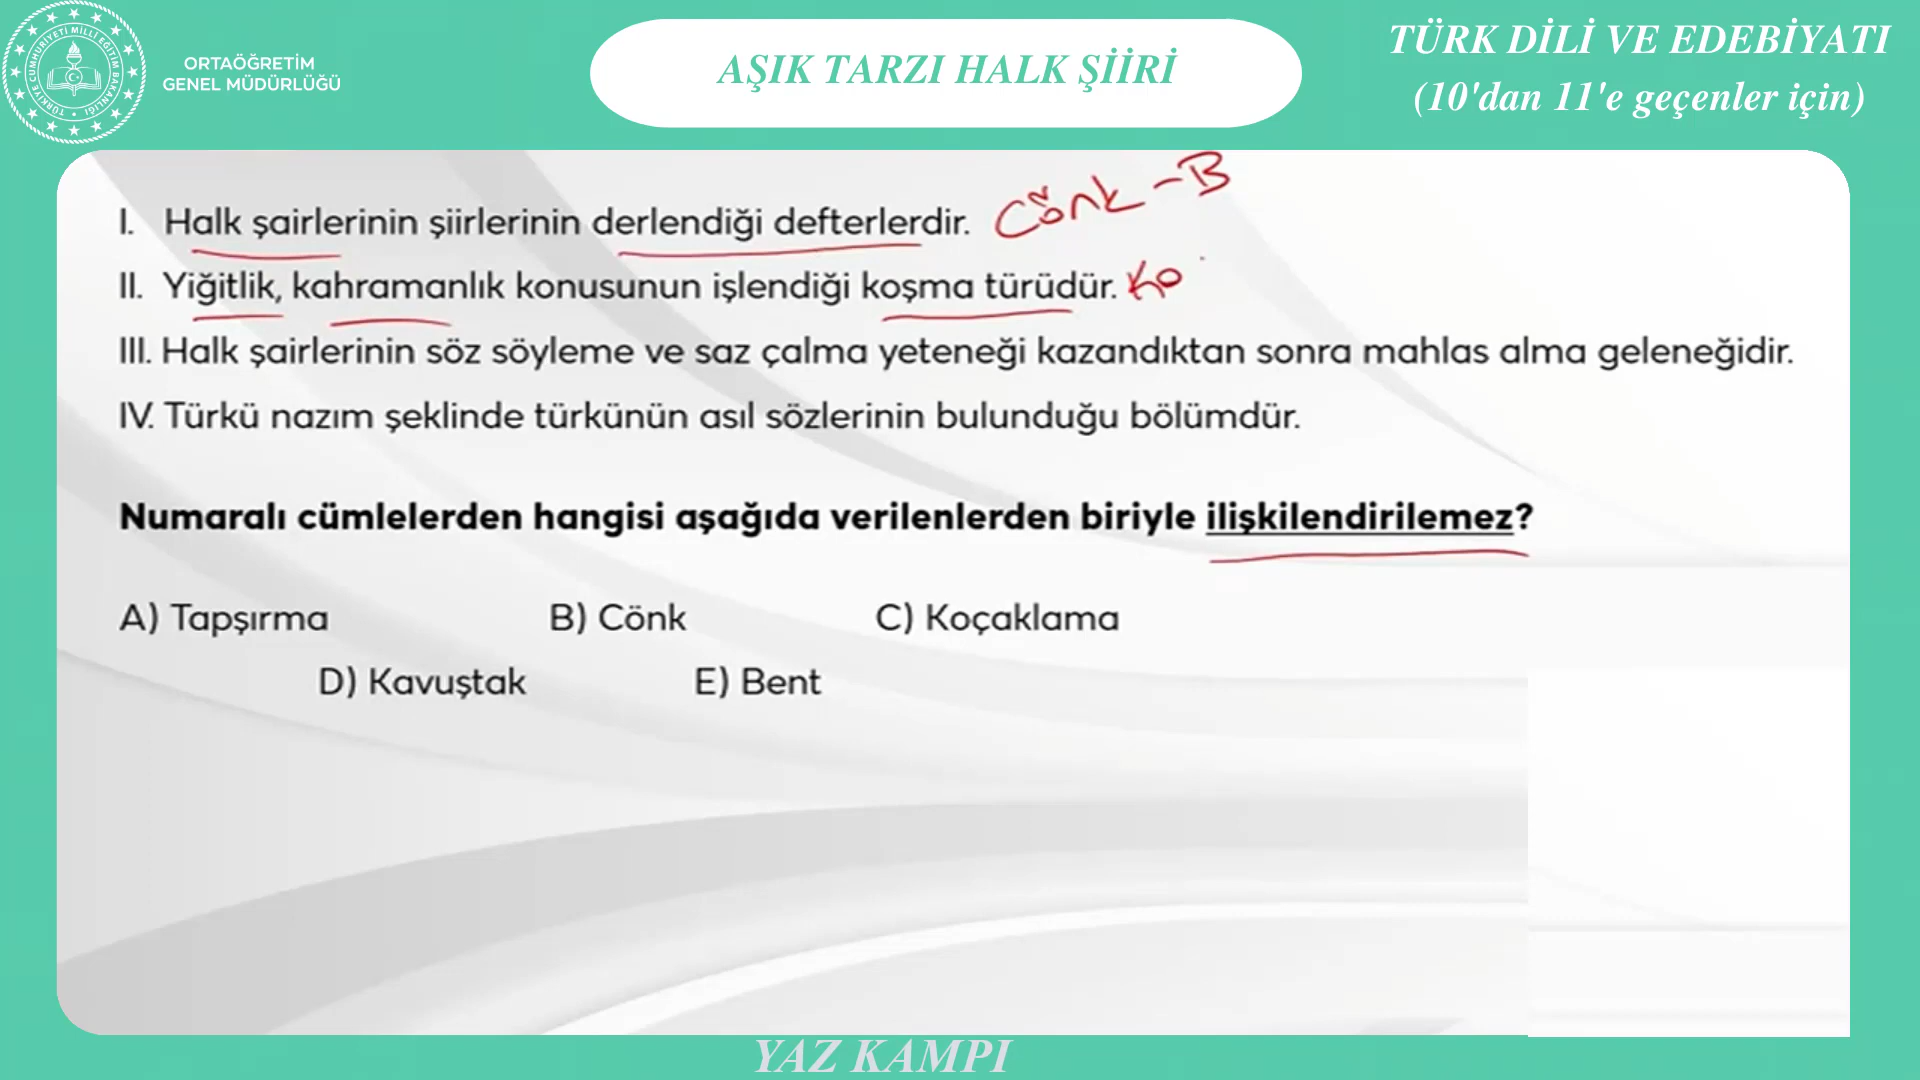 ORTAÖĞRETİM
GENEL MÜDÜRLÜĞÜ
AŞIK TARZI HALK ŞİİRİ
TÜRK DİLİ VE EDEBİYATI
(10'dan 11'e geçenler için)
I. Halk şairlerinin şiirlerinin derlendiği defterlerdir. Cönk - B
II. Yiğitlik, kahramanlık konusunun işlendiği koşma türüdür. Ko
III. Halk şairlerinin söz söyleme ve saz çalma yeteneği kazandıktan sonra mahlas alma geleneğidir.
IV. Türkü nazım şeklinde türkünün asıl sözlerinin bulunduğu bölümdür.
Numaralı cümlelerden hangisi aşağıda verilenlerden biriyle ilişkilendirilemez?
A) Tapşırma B) Cönk C) Koçaklama
D) Kavuştak E) Bent
YAZ KAMPI